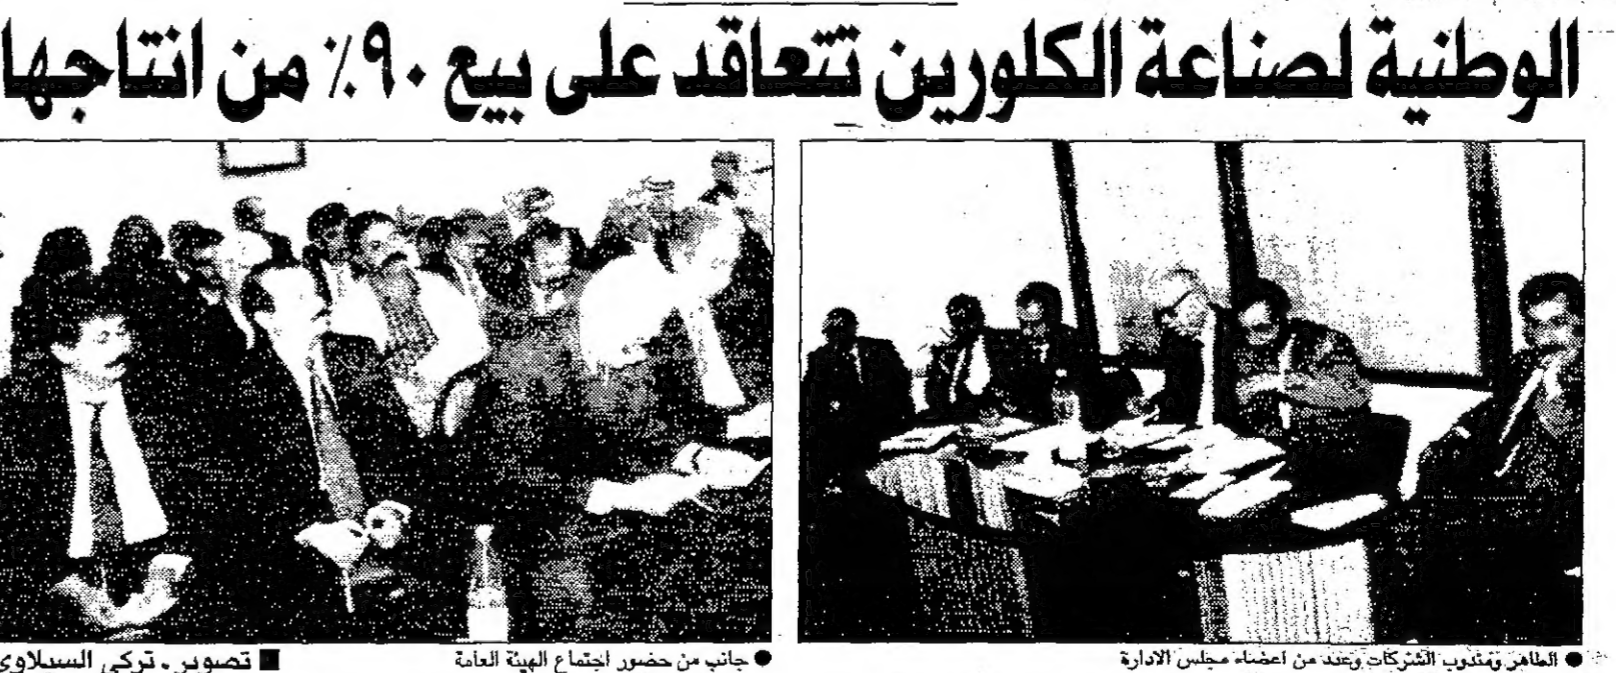 الوطنية لصناعة الكلورين تتعاقد على بيع ٩٠٪ من انتاجها
● الطاهر ومندوب الشركات وعدد من اعضاء مجلس الادارة
● جانب من حضور اجتماع الهيئة العامة
■ تصوير. تركي السيلاوي